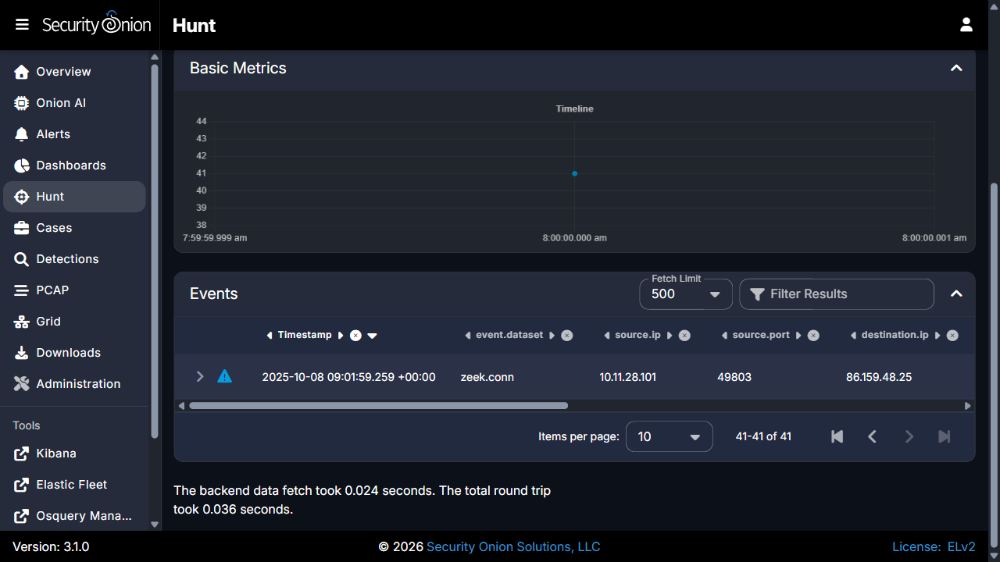 Security Onion
Hunt
Overview
Onion AI
Alerts
Dashboards
Hunt
Cases
Detections
PCAP
Grid
Downloads
Administration
Tools
Kibana
Elastic Fleet
Osquery Mana...
Basic Metrics
Timeline
44
43
42
41
40
39
38
7:59:59.999 am 8:00:00.000 am 8:00:00.001 am
Events
Fetch Limit
500
Filter Results
Timestamp event.dataset source.ip source.port destination.ip
2025-10-08 09:01:59.259 +00:00 zeek.conn 10.11.28.101 49803 86.159.48.25
Items per page: 10 41-41 of 41
The backend data fetch took 0.024 seconds. The total round trip
took 0.036 seconds.
Version: 3.1.0 © 2026 Security Onion Solutions, LLC License: ELv2